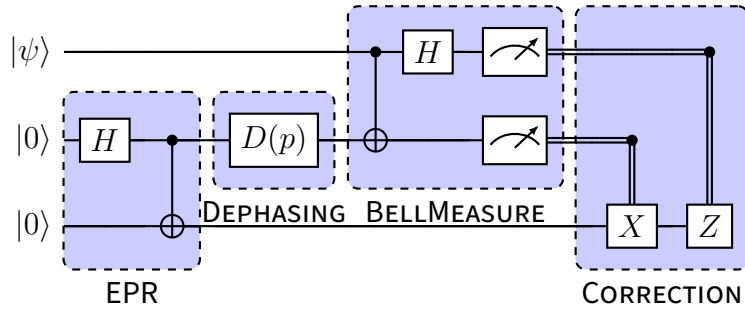 |ψ⟩ H
|0⟩ H D(p)
DEPHASING BELLMEASURE
|0⟩ X Z
EPR CORRECTION